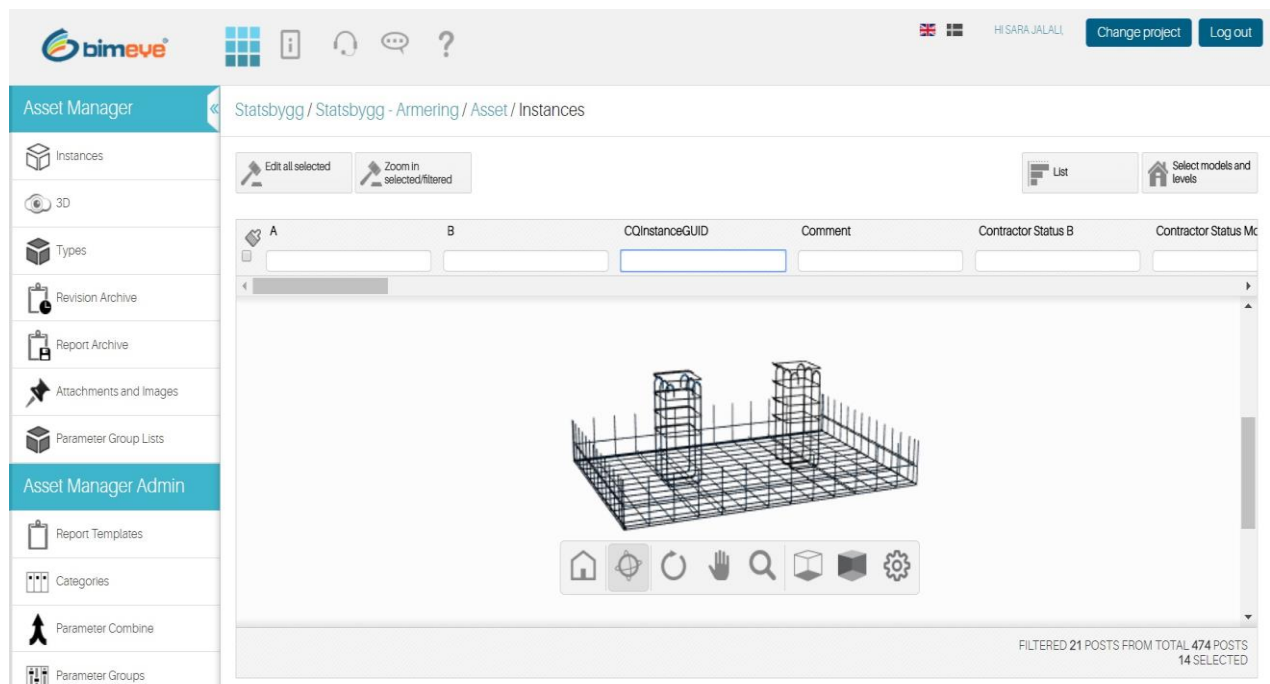 bimeye
i
?
HI SARA JALALI,
Change project
Log out
Asset Manager
«
Statsbygg / Statsbygg - Armering / Asset / Instances
Instances
3D
Types
Revision Archive
Report Archive
Attachments and Images
Parameter Group Lists
Asset Manager Admin
Report Templates
Categories
Parameter Combine
Parameter Groups
Edit all selected
Zoom in
selected/filtered
List
Select models and
levels
A B CQInstanceGUID Comment Contractor Status B Contractor Status Mo
FILTERED 21 POSTS FROM TOTAL 474 POSTS
14 SELECTED